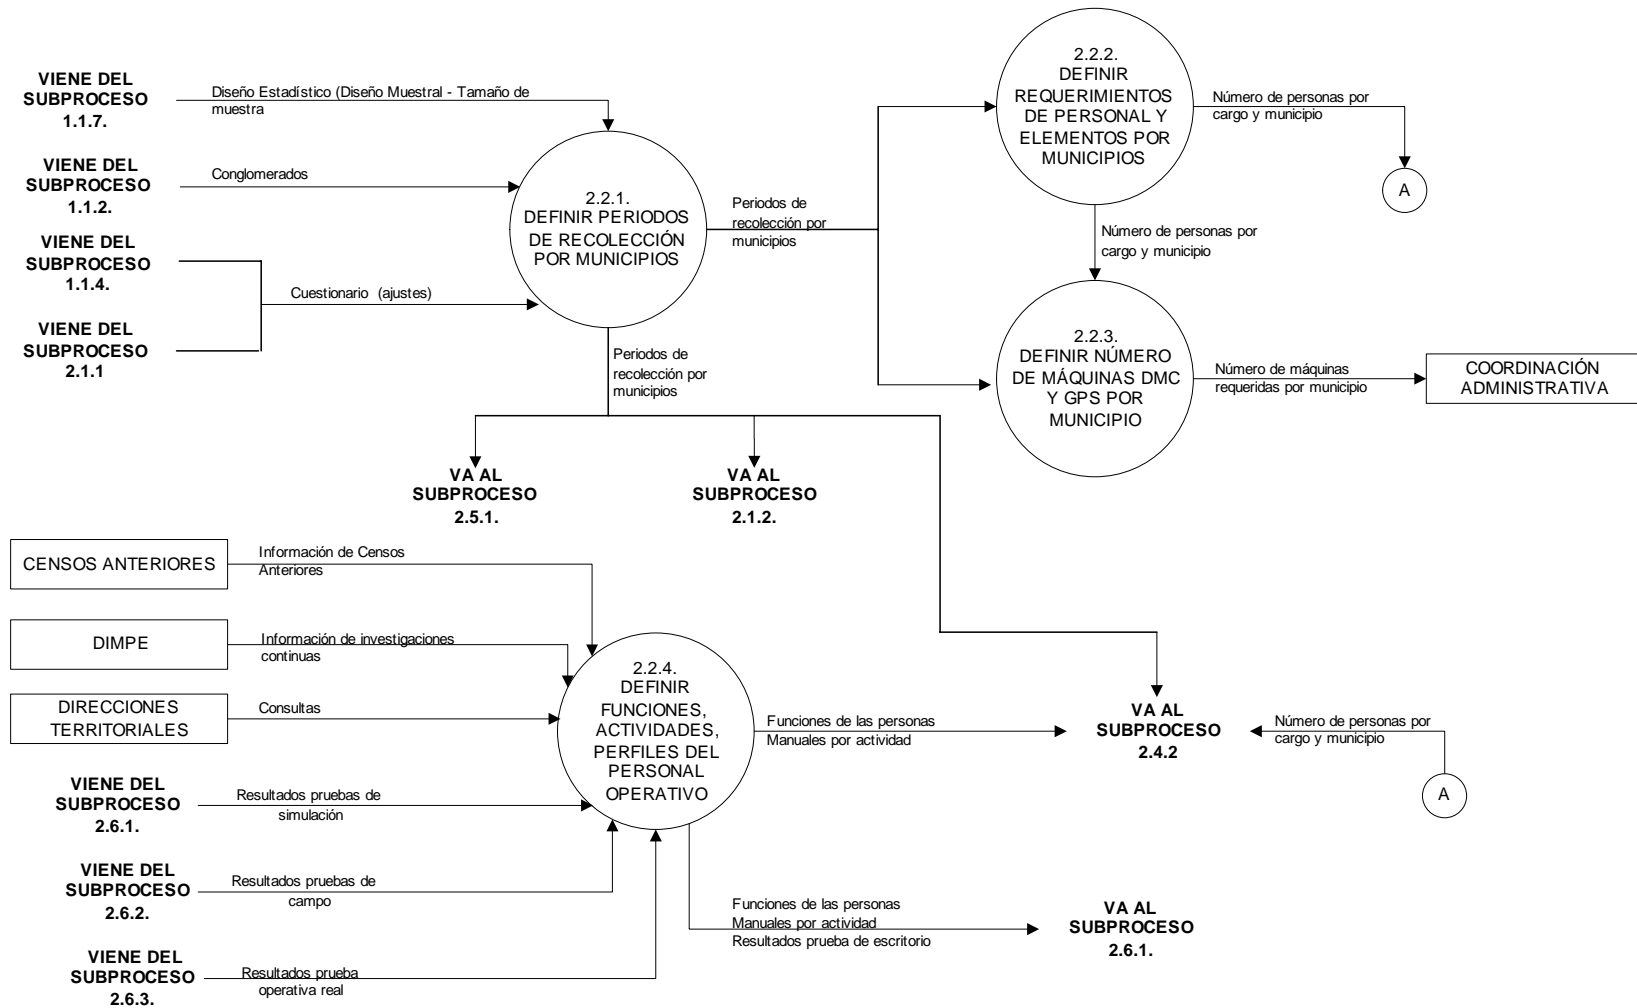 VIENE DEL
SUBPROCESO
1.1.7.
Diseño Estadístico (Diseño Muestral - Tamaño de
muestra
VIENE DEL
SUBPROCESO
1.1.2.
Conglomerados
VIENE DEL
SUBPROCESO
1.1.4.
VIENE DEL
SUBPROCESO
2.1.1
Cuestionario (ajustes)
2.2.1.
DEFINIR PERIODOS
DE RECOLECCIÓN
POR MUNICIPIOS
Periodos de
recolección por
municipios
2.2.2.
DEFINIR
REQUERIMIENTOS
DE PERSONAL Y
ELEMENTOS POR
MUNICIPIOS
Número de personas por
cargo y municipio
A
Número de personas por
cargo y municipio
2.2.3.
DEFINIR NÚMERO
DE MÁQUINAS DMC
Y GPS POR
MUNICIPIO
Número de máquinas
requeridas por municipio
COORDINACIÓN
ADMINISTRATIVA
Periodos de
recolección por
municipios
VA AL
SUBPROCESO
2.5.1.
VA AL
SUBPROCESO
2.1.2.
CENSOS ANTERIORES
Información de Censos
Anteriores
DIMPE
Información de investigaciones
continuas
DIRECCIONES
TERRITORIALES
Consultas
VIENE DEL
SUBPROCESO
2.6.1.
Resultados pruebas de
simulación
VIENE DEL
SUBPROCESO
2.6.2.
Resultados pruebas de
campo
VIENE DEL
SUBPROCESO
2.6.3.
Resultados prueba
operativa real
2.2.4.
DEFINIR
FUNCIONES,
ACTIVIDADES,
PERFILES DEL
PERSONAL
OPERATIVO
Funciones de las personas
Manuales por actividad
VA AL
SUBPROCESO
2.4.2
Número de personas por
cargo y municipio
A
Funciones de las personas
Manuales por actividad
Resultados prueba de escritorio
VA AL
SUBPROCESO
2.6.1.